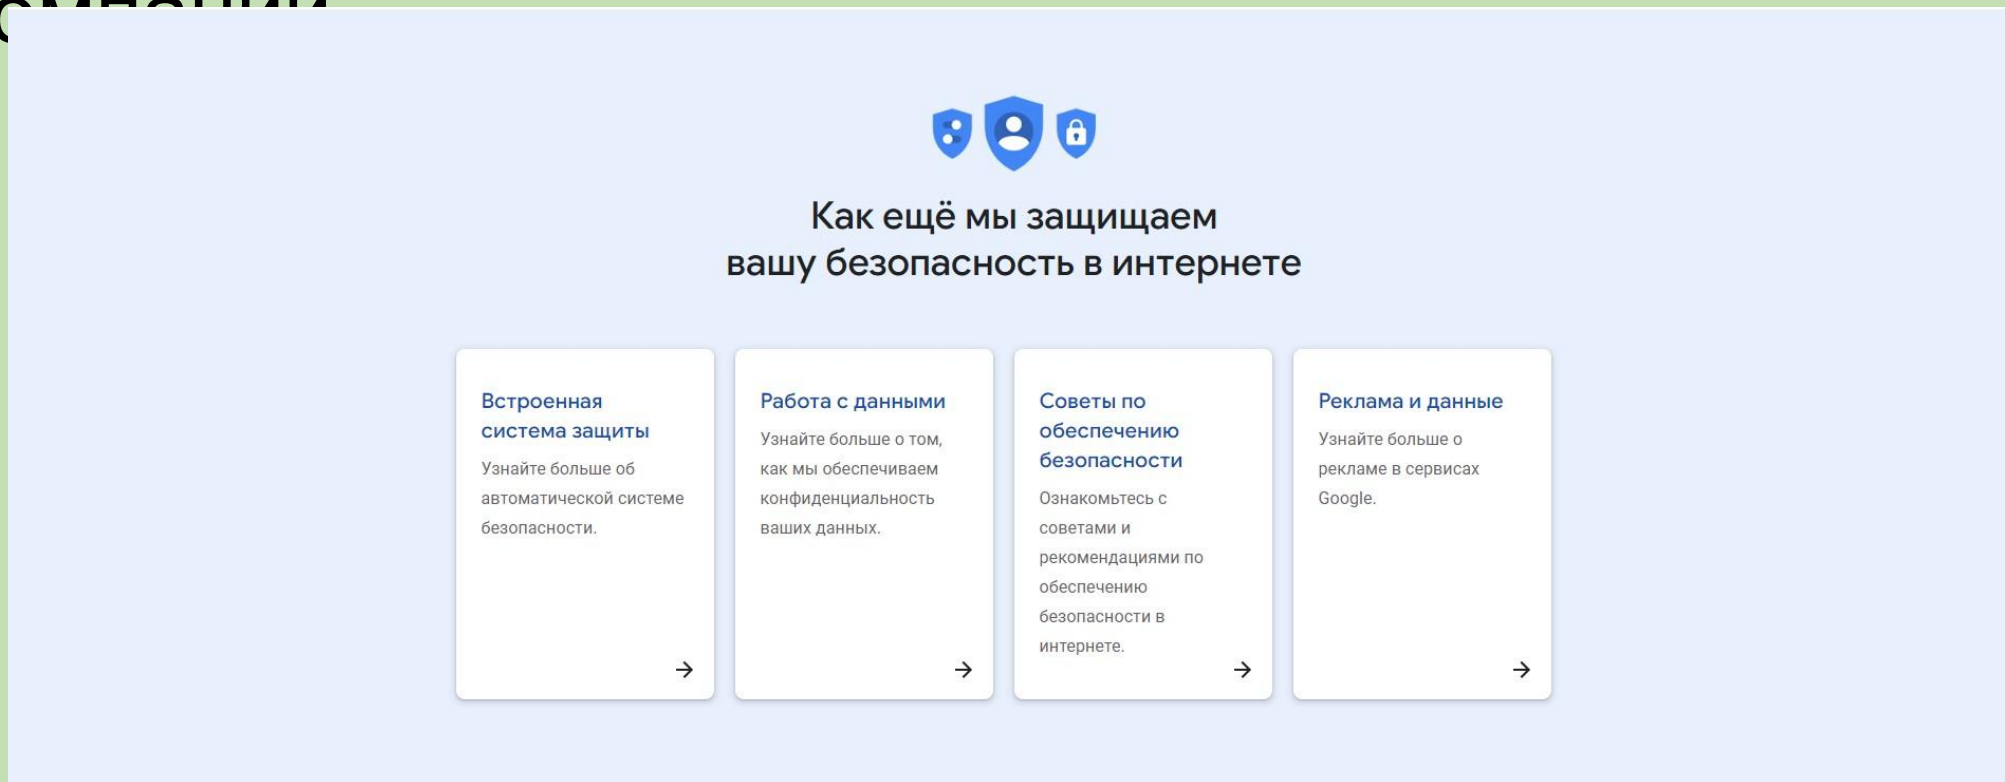 Как ещё мы защищаем
вашу безопасность в интернете
Встроенная
система защиты
Узнайте больше об
автоматической системе
безопасности.
Работа с данными
Узнайте больше о том,
как мы обеспечиваем
конфиденциальность
ваших данных.
Советы по
обеспечению
безопасности
Ознакомьтесь с
советами и
рекомендациями по
обеспечению
безопасности в
интернете.
Реклама и данные
Узнайте больше о
рекламе в сервисах
Google.